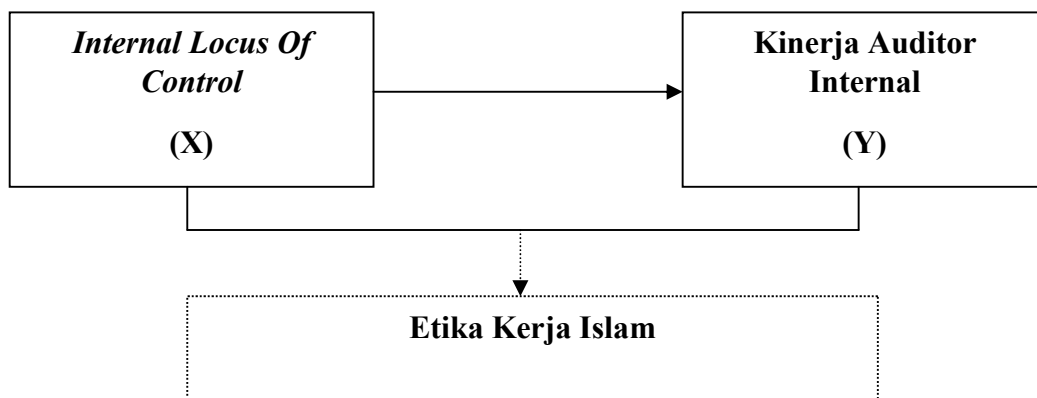 Internal Locus Of
Control
(X)
Kinerja Auditor
Internal
(Y)
Etika Kerja Islam